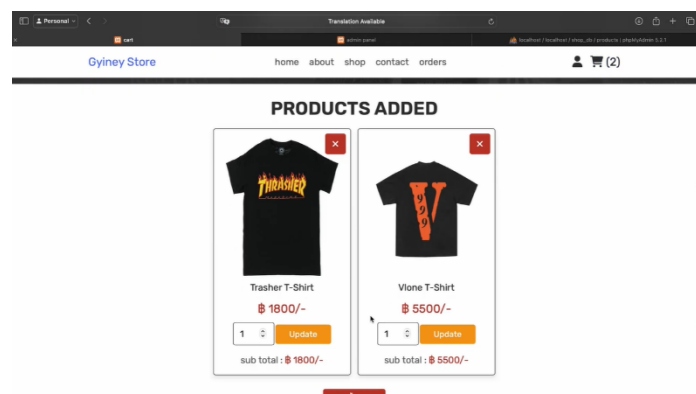 Personal
Translation Available
cart
admin panel
localhost / localhost / shop_db / products | phpMyAdmin 5.2.1
Gyiney Store
home about shop contact orders
(2)
PRODUCTS ADDED
THRASHER
V
999
Trasher T-Shirt
Vlone T-Shirt
฿ 1800/-
฿ 5500/-
1 Update
1 Update
sub total : ฿ 1800/-
sub total : ฿ 5500/-